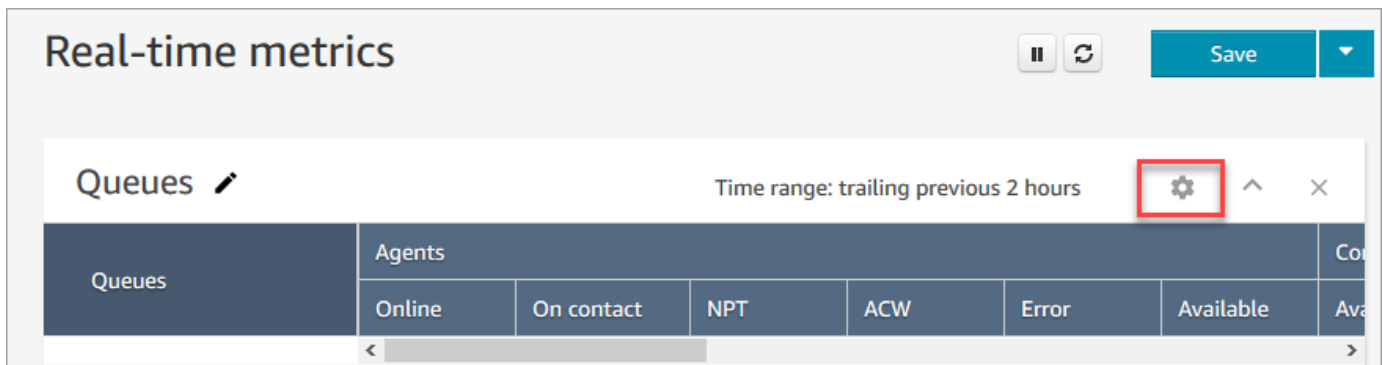 Real-time metrics
Save
Queues
Time range: trailing previous 2 hours
Queues
Agents
Online On contact NPT ACW Error Available